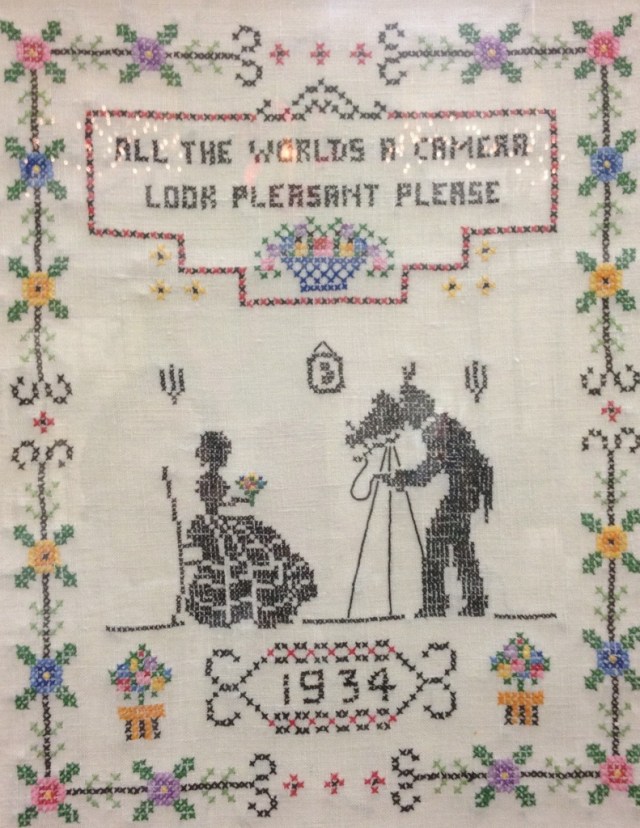 ALL THE WORLDS A CAMERA
LOOK PLEASANT PLEASE
1934